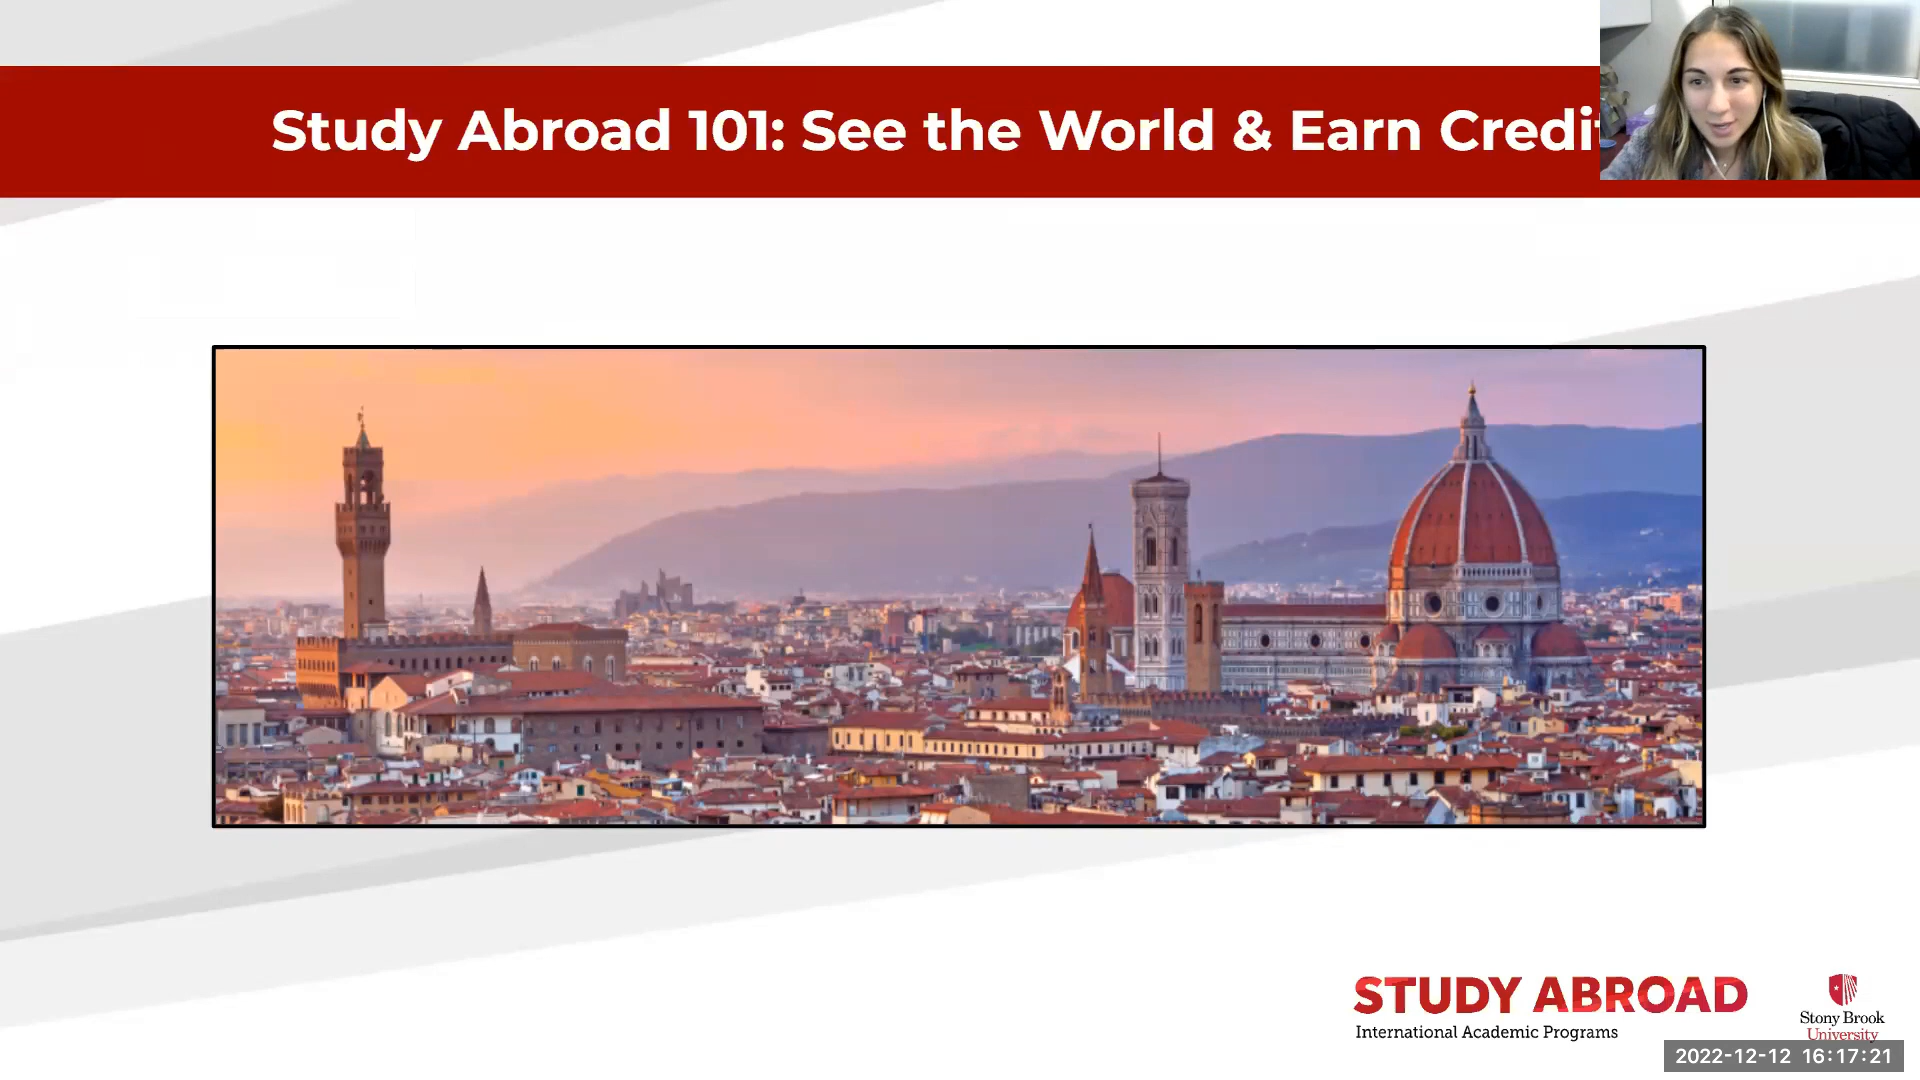 Study Abroad 101: See the World & Earn Credit
STUDY ABROAD
International Academic Programs
Stony Brook
University
2022-12-12 16:17:21